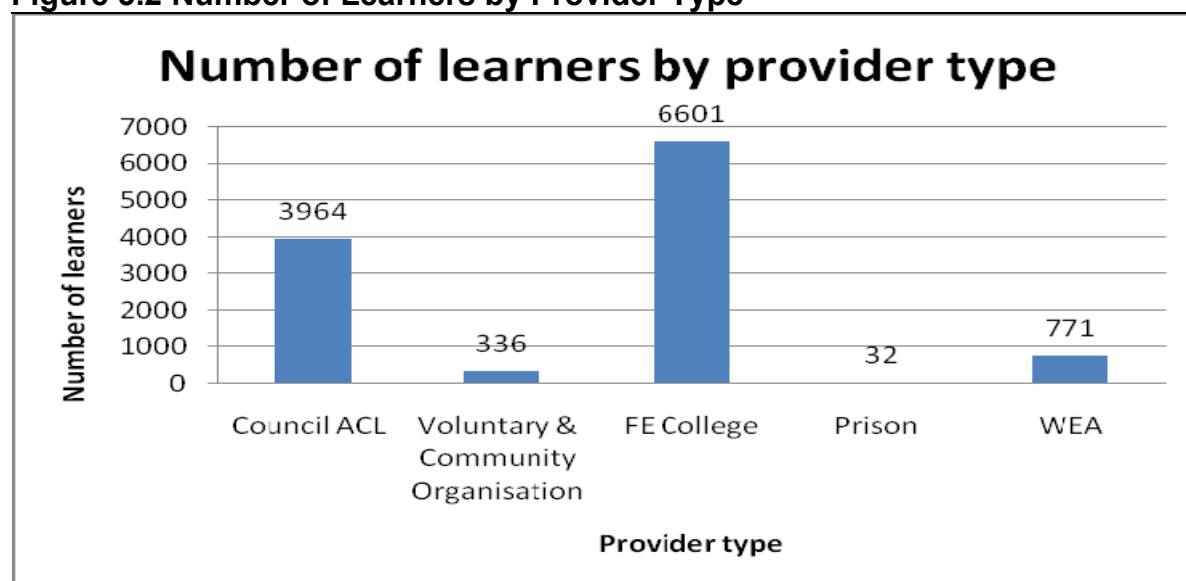 Number of learners by provider type
Number of learners
7000
6000
5000
4000
3000
2000
1000
0
3964
336
6601
32
771
Council ACL
Voluntary &
Community
Organisation
FE College
Prison
WEA
Provider type